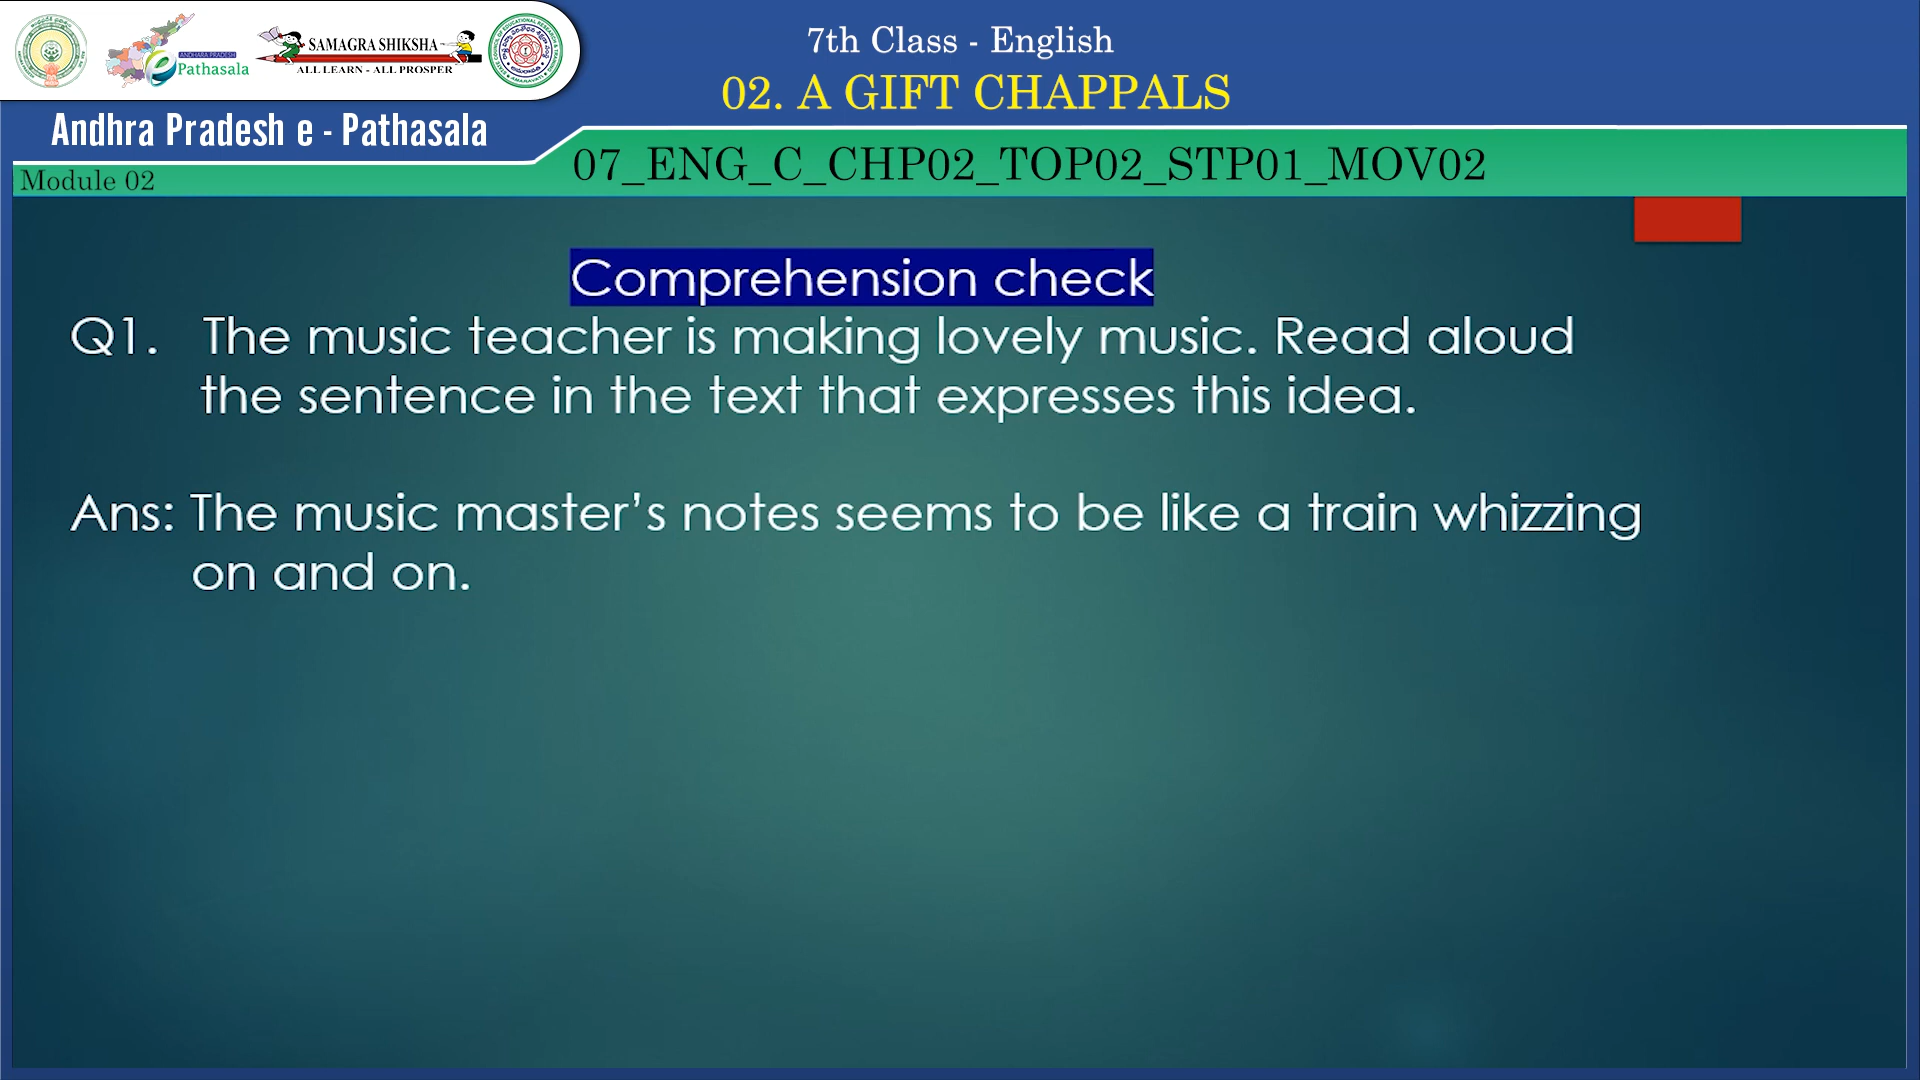 ANDHRA PRADESH
Pathasala
SAMAGRA SHIKSHA
ALL LEARN - ALL PROSPER
Andhra Pradesh e - Pathasala
Module 02
7th Class - English
02. A GIFT CHAPPALS
07_ENG_C_CHP02_TOP02_STP01_MOV02
Comprehension check
Q1. The music teacher is making lovely music. Read aloud
the sentence in the text that expresses this idea.
Ans: The music master’s notes seems to be like a train whizzing
on and on.